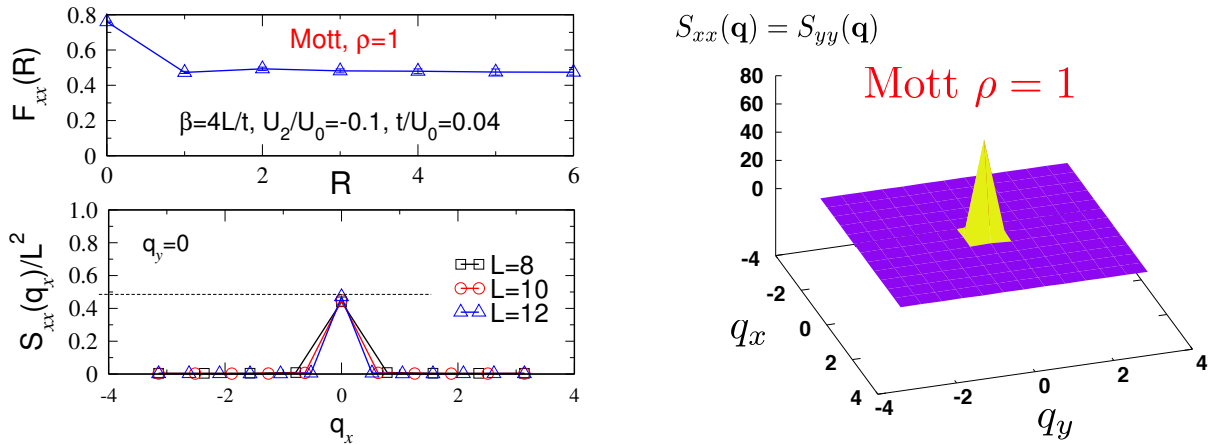 0.8
0.6
0.4
0.2
0
F_xx(R)
Mott, ρ=1
β=4L/t, U_2/U_0=-0.1, t/U_0=0.04
0 2 4 6
R
1.0
0.8
0.6
0.4
0.2
0
S_xx(q_x)/L^2
q_y=0
L=8
L=10
L=12
-4 -2 0 2 4
q_x
S_xx(q) = S_yy(q)
Mott ρ = 1
80
60
40
20
0
-4
-2
0
2
4
q_x
-4 -2 0 2 4
q_y